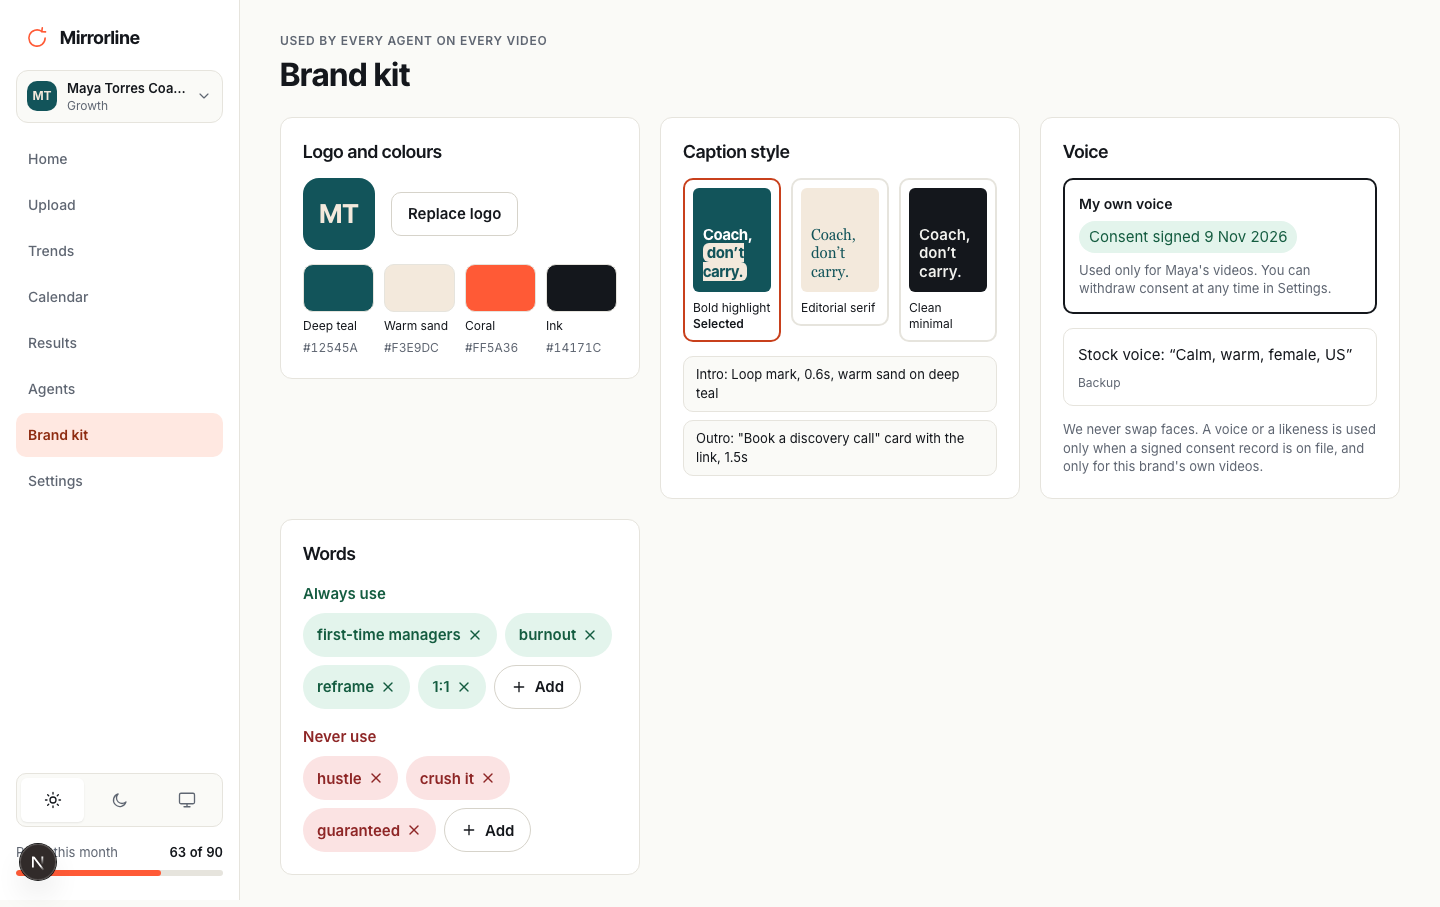 Mirrorline
MT
Maya Torres Coa...
Growth
Home
Upload
Trends
Calendar
Results
Agents
Brand kit
Settings
this month
63 of 90
N
USED BY EVERY AGENT ON EVERY VIDEO
Brand kit
Logo and colours
MT
Replace logo
Deep teal
#12545A
Warm sand
#F3E9DC
Coral
#FF5A36
Ink
#14171C
Caption style
Coach,
don’t
carry.
Bold highlight
Selected
Coach,
don’t
carry.
Editorial serif
Coach,
don’t
carry.
Clean
minimal
Intro: Loop mark, 0.6s, warm sand on deep
teal
Outro: "Book a discovery call" card with the
link, 1.5s
Voice
My own voice
Consent signed 9 Nov 2026
Used only for Maya's videos. You can
withdraw consent at any time in Settings.
Stock voice: “Calm, warm, female, US”
Backup
We never swap faces. A voice or a likeness is used
only when a signed consent record is on file, and
only for this brand's own videos.
Words
Always use
first-time managers
burnout
reframe
1:1
Add
Never use
hustle
crush it
guaranteed
Add